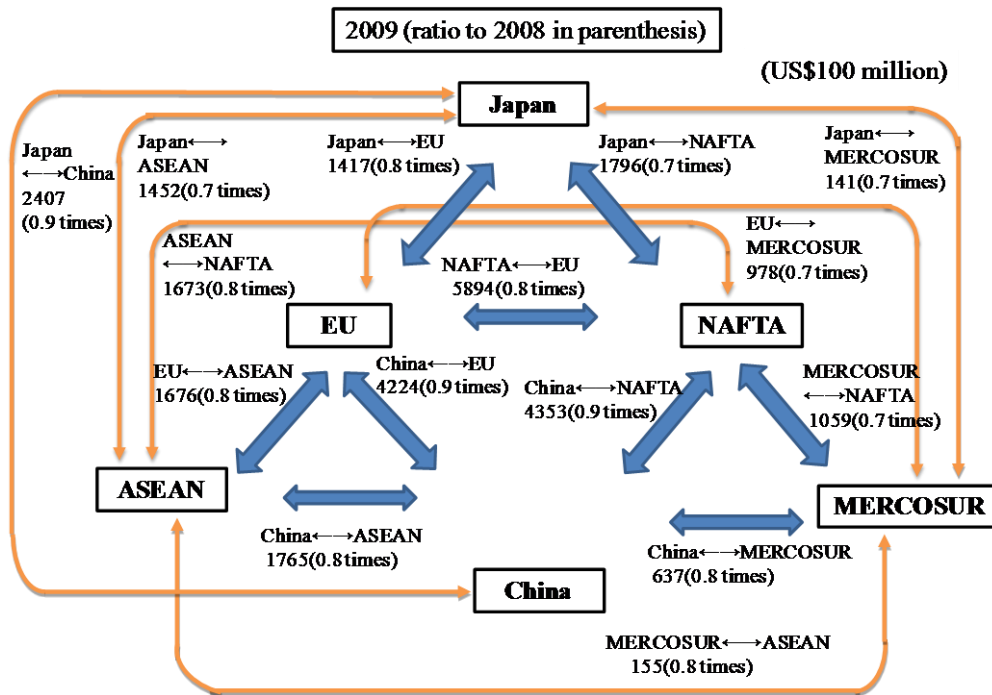 2009 (ratio to 2008 in parenthesis)
(US$100 million)
Japan
Japan
←─→China
2407
(0.9 times)
Japan←─→
ASEAN
1452(0.7 times)
Japan←─→EU
1417(0.8 times)
Japan←─→NAFTA
1796(0.7 times)
Japan←─→
MERCOSUR
141(0.7 times)
ASEAN
←─→NAFTA
1673(0.8 times)
NAFTA←─→EU
5894(0.8 times)
EU←─→
MERCOSUR
978(0.7 times)
EU
NAFTA
EU←─→ASEAN
1676(0.8 times)
China←─→EU
4224(0.9 times)
China←─→NAFTA
4353(0.9 times)
MERCOSUR
←─→NAFTA
1059(0.7 times)
ASEAN
MERCOSUR
China←─→ASEAN
1765(0.8times)
China←─→MERCOSUR
637(0.8 times)
China
MERCOSUR←─→ASEAN
155(0.8 times)